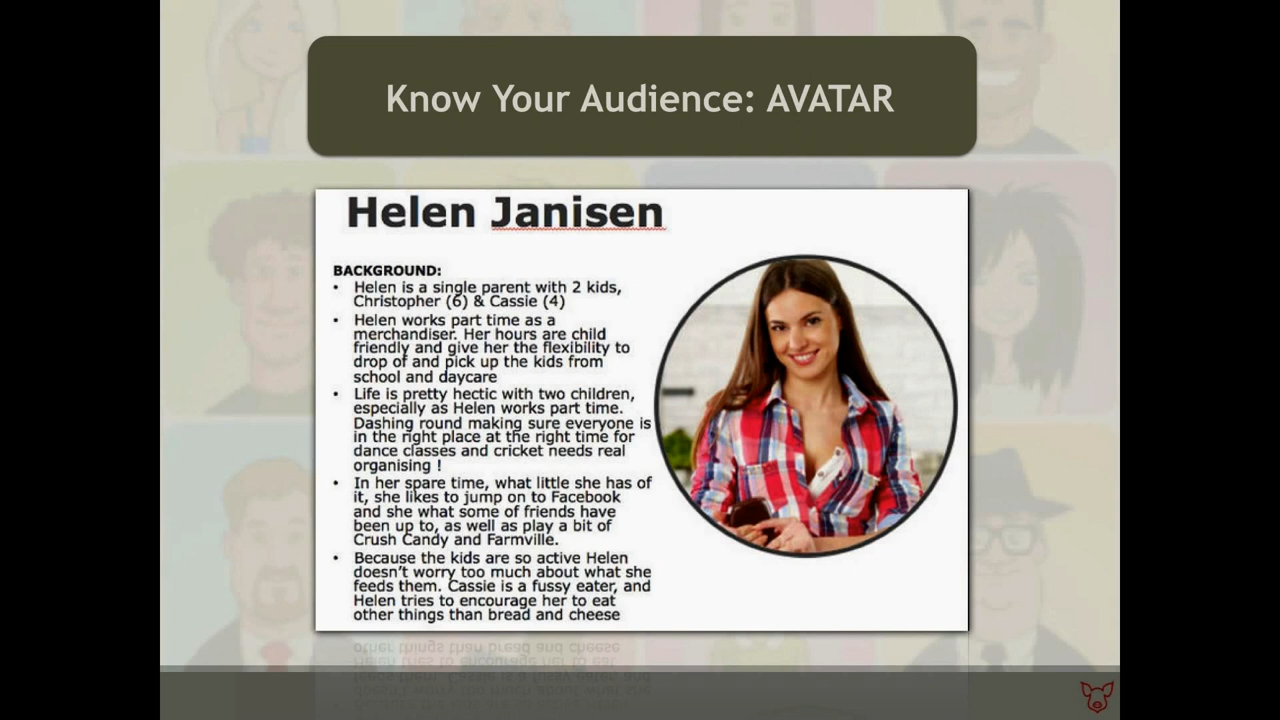 Know Your Audience: AVATAR
Helen Janisen
BACKGROUND:
• Helen is a single parent with 2 kids,
Christopher (6) & Cassie (4)
• Helen works part time as a
merchandiser. Her hours are child
friendly and give her the flexibility to
drop of and pick up the kids from
school and daycare
• Life is pretty hectic with two children,
especially as Helen works part time.
Dashing round making sure everyone is
in the right place at the right time for
dance classes and cricket needs real
organising !
• In her spare time, what little she has of
it, she likes to jump on to Facebook
and she what some of friends have
been up to, as well as play a bit of
Crush Candy and Farmville.
• Because the kids are so active Helen
doesn't worry too much about what she
feeds them. Cassie is a fussy eater, and
Helen tries to encourage her to eat
other things than bread and cheese